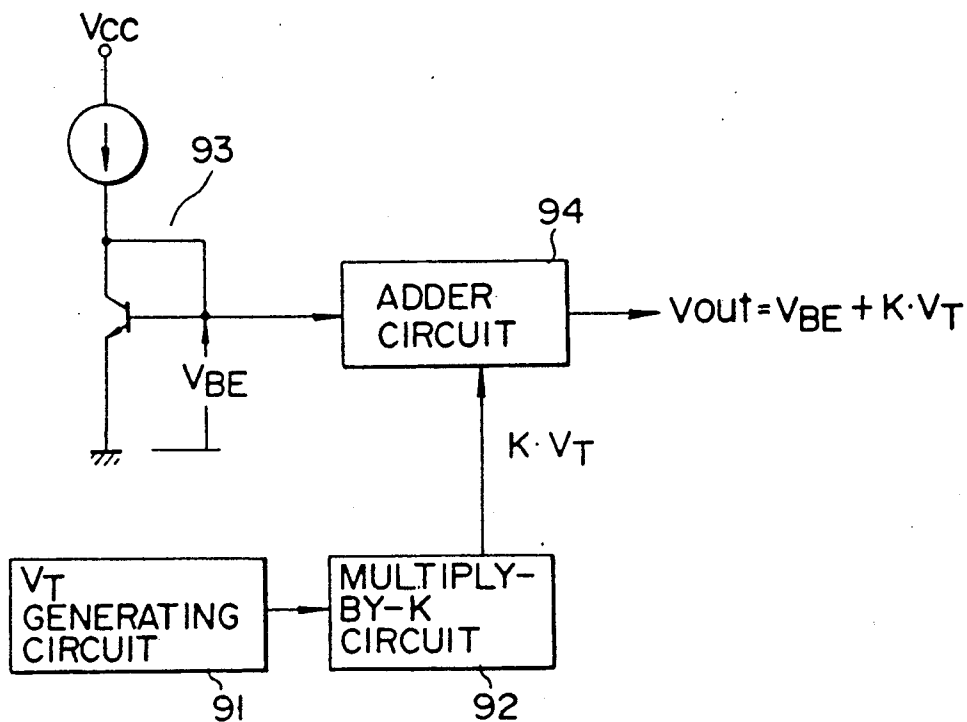 Vcc
93
94
ADDER
CIRCUIT
Vout = VBE + K·VT
VBE
K·VT
VT
GENERATING
CIRCUIT
MULTIPLY-
BY-K
CIRCUIT
91
92